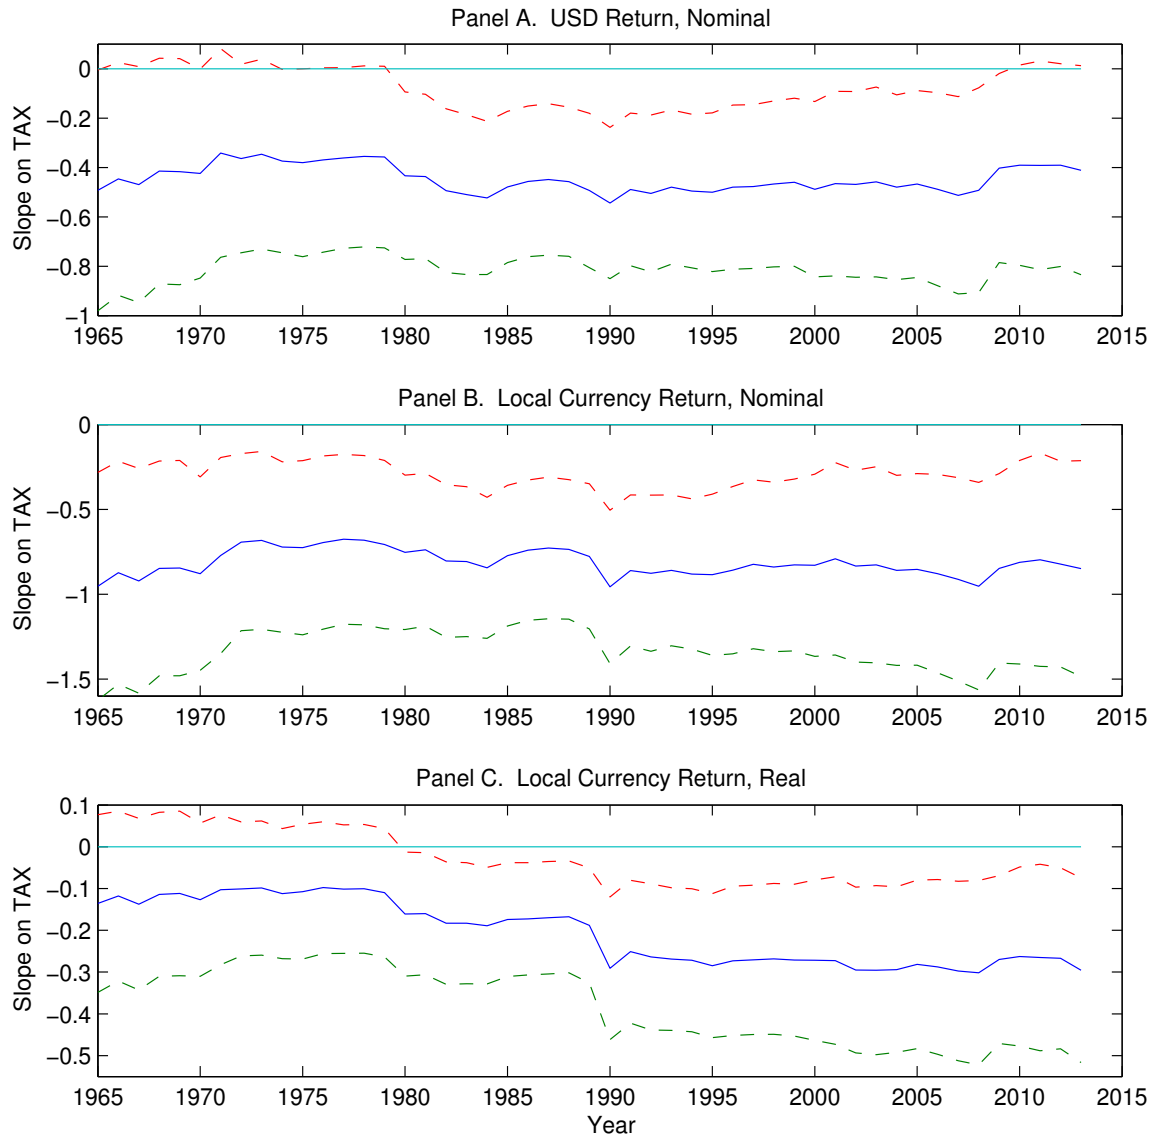 Panel A.  USD Return, Nominal
0
−0.2
−0.4
−0.6
−0.8
−1
Slope on TAX
1965 1970 1975 1980 1985 1990 1995 2000 2005 2010 2015
Panel B.  Local Currency Return, Nominal
0
−0.5
−1
−1.5
Slope on TAX
1965 1970 1975 1980 1985 1990 1995 2000 2005 2010 2015
Panel C.  Local Currency Return, Real
0.1
0
−0.1
−0.2
−0.3
−0.4
−0.5
Slope on TAX
1965 1970 1975 1980 1985 1990 1995 2000 2005 2010 2015
Year